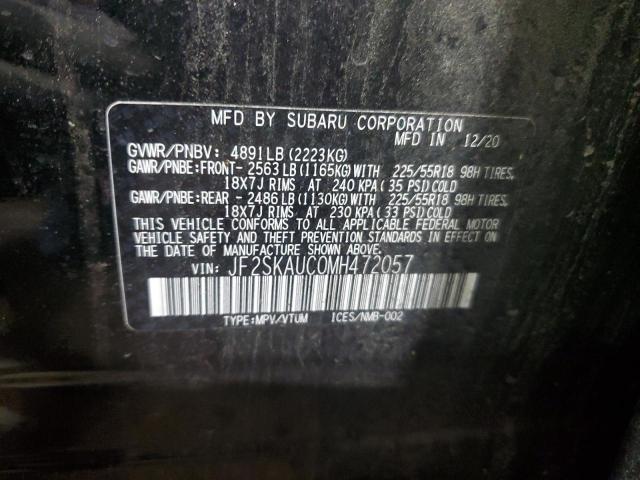 MFD BY SUBARU CORPORATION
MFD IN 12/20
GVWR/PNBV: 4891LB(2223KG)
GAWR/PNBE:FRONT- 2563LB(1165KG)WITH 225/55R18 98H TIRES,
18X7J RIMS AT 240 KPA(35 PSI)COLD
GAWR/PNBE:REAR - 2486LB(1130KG)WITH 225/55R18 98H TIRES,
18X7J RIMS AT 230 KPA(33 PSI)COLD
THIS VEHICLE CONFORMS TO ALL APPLICABLE FEDERAL MOTOR
VEHICLE SAFETY AND THEFT PREVENTION STANDARDS IN EFFECT ON
THE DATE OF MANUFACTURE SHOWN ABOVE.
VIN: JF2SKAUC0MH472057
TYPE:MPV/VTUM ICES/NMB-002